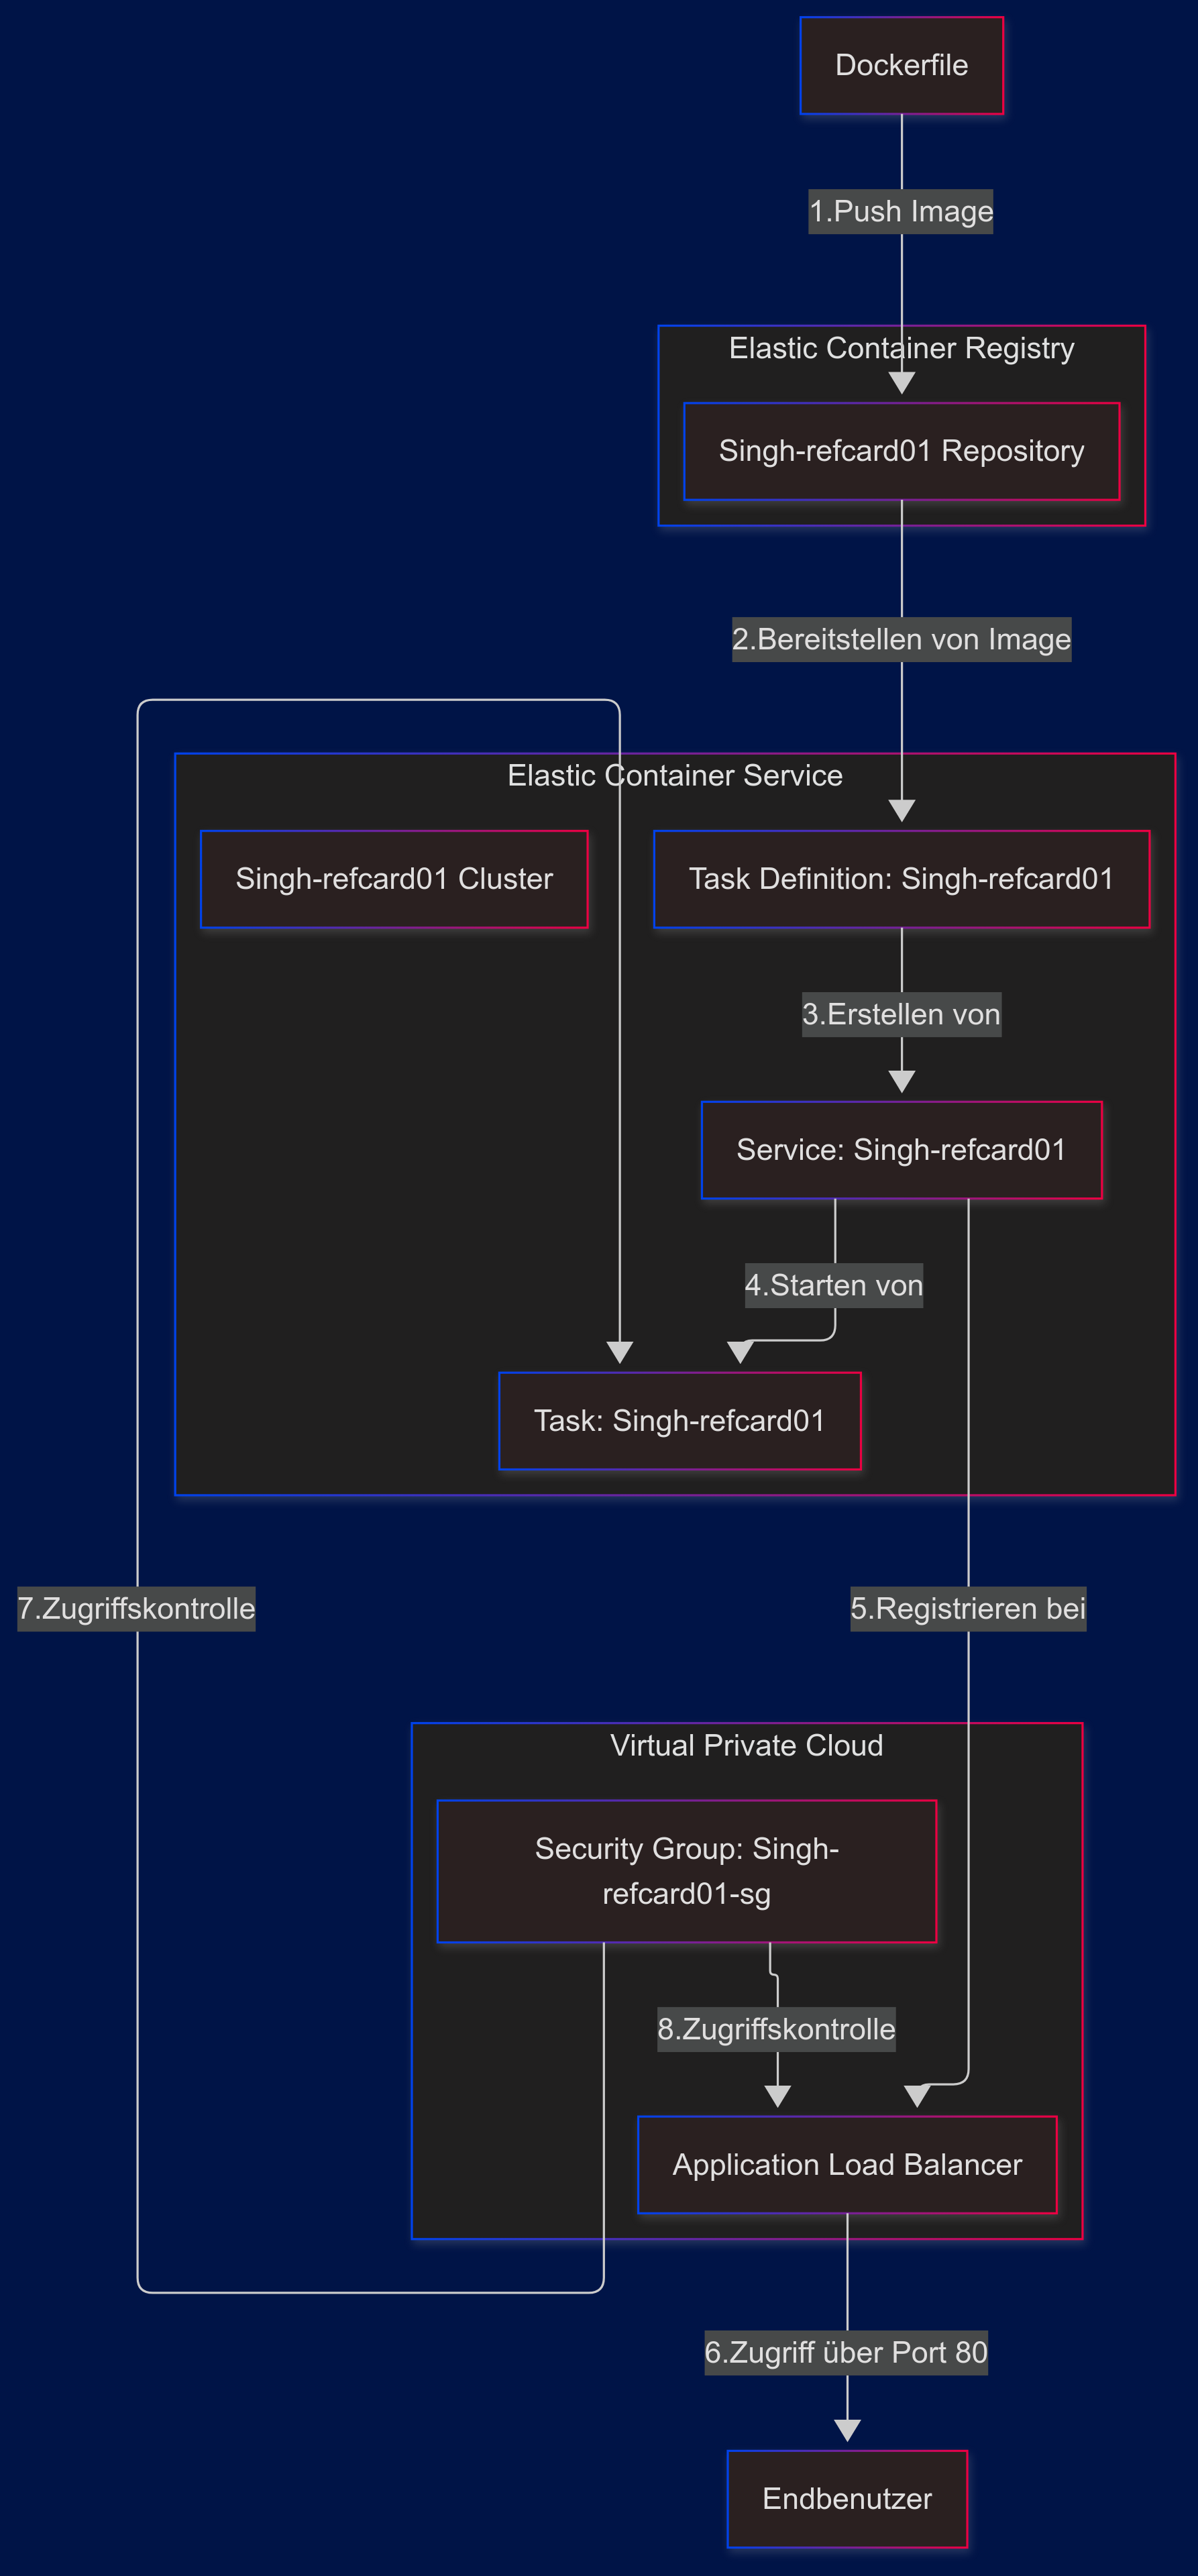 Dockerfile
1.Push Image
Elastic Container Registry
Singh-refcard01 Repository
2.Bereitstellen von Image
Elastic Container Service
Singh-refcard01 Cluster
Task Definition: Singh-refcard01
3.Erstellen von
Service: Singh-refcard01
4.Starten von
Task: Singh-refcard01
7.Zugriffskontrolle
5.Registrieren bei
Virtual Private Cloud
Security Group: Singh-
refcard01-sg
8.Zugriffskontrolle
Application Load Balancer
6.Zugriff über Port 80
Endbenutzer